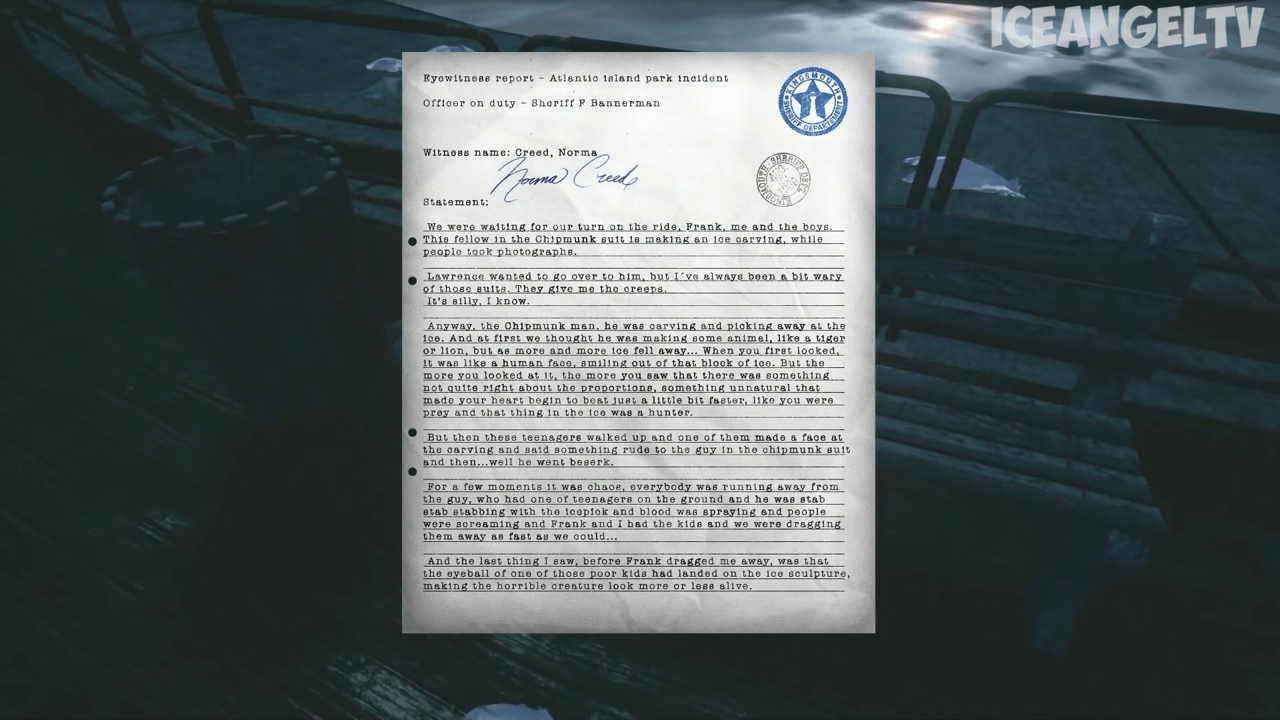 ICEANGELTV
Eyewitness report - Atlantic island park incident
Officer on duty - Sheriff F Bannerman
KINGSMOUTH
SHERIFF DEPARTMENT
Witness name: Creed, Norma
Norma Creed
Statement:
We were waiting for our turn on the ride, Frank, me and the boys.
This fellow in the Chipmunk suit is making an ice carving, while
people took photographs.
Lawrence wanted to go over to him, but I´ve always been a bit wary
of those suits. They give me the creeps.
It's silly, I know.
Anyway, the Chipmunk man, he was carving and picking away at the
ice. And at first we thought he was making some animal, like a tiger
or lion, but as more and more ice fell away... When you first looked,
it was like a human face, smiling out of that block of ice. But the
more you looked at it, the more you saw that there was something
not quite right about the proportions, something unnatural that
made your heart begin to beat just a little bit faster, like you were
prey and that thing in the ice was a hunter.
But then these teenagers walked up and one of them made a face at
the carving and said something rude to the guy in the chipmunk suit
and then...well he went beserk.
For a few moments it was chaos, everybody was running away from
the guy, who had one of teenagers on the ground and he was stab
stab stabbing with the icepick and blood was spraying and people
were screaming and Frank and I had the kids and we were dragging
them away as fast as we could...
And the last thing I saw, before Frank dragged me away, was that
the eyeball of one of those poor kids had landed on the ice sculpture,
making the horrible creature look more or less alive.